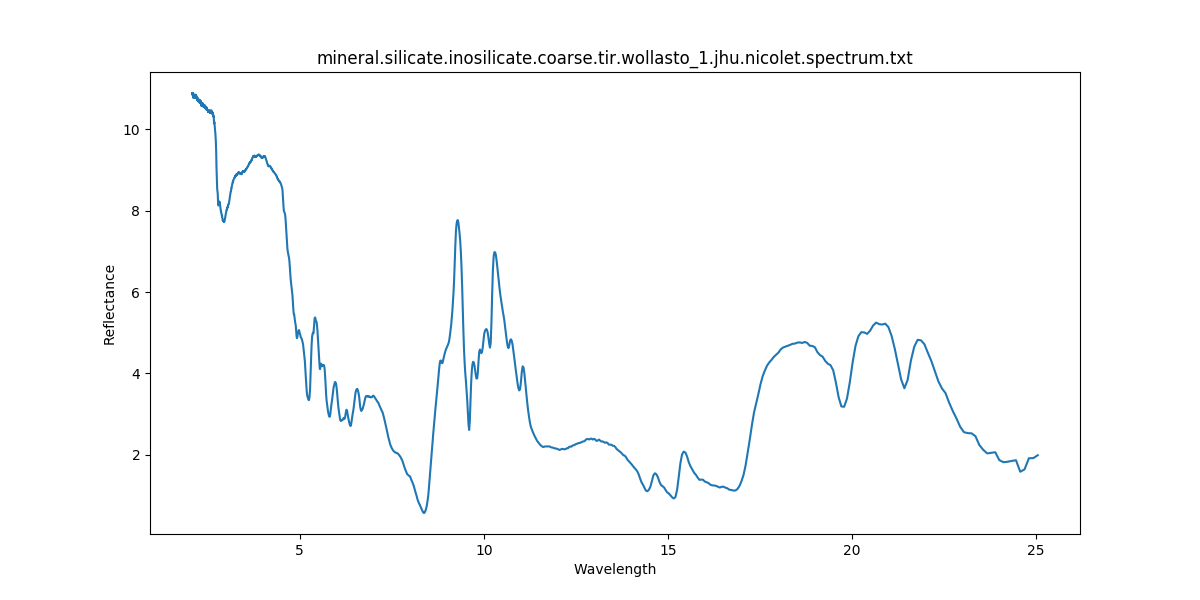 mineral.silicate.inosilicate.coarse.tir.wollasto_1.jhu.nicolet.spectrum.txt
10
8
6
4
2
Reflectance
5 10 15 20 25
Wavelength